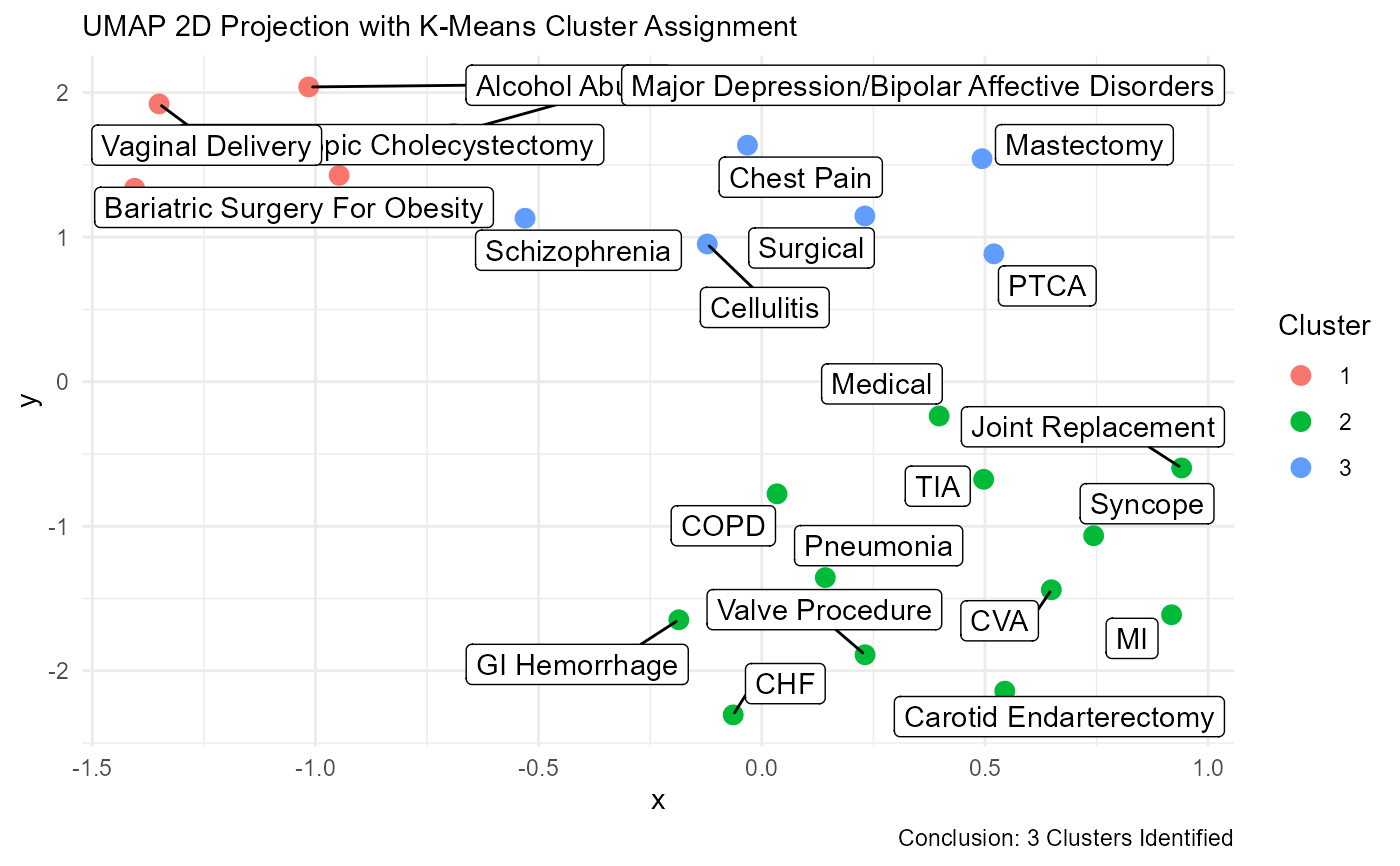 UMAP 2D Projection with K-Means Cluster Assignment
2
1
0
-1
-2
y
Alcohol Abu
Major Depression/Bipolar Affective Disorders
Vaginal Delivery
pic Cholecystectomy
Mastectomy
Chest Pain
Bariatric Surgery For Obesity
Schizophrenia
Surgical
PTCA
Cellulitis
Medical
Joint Replacement
TIA
Syncope
COPD
Pneumonia
Valve Procedure
CVA
MI
GI Hemorrhage
CHF
Carotid Endarterectomy
-1.5
-1.0
-0.5
0.0
0.5
1.0
x
Cluster
1
2
3
Conclusion: 3 Clusters Identified